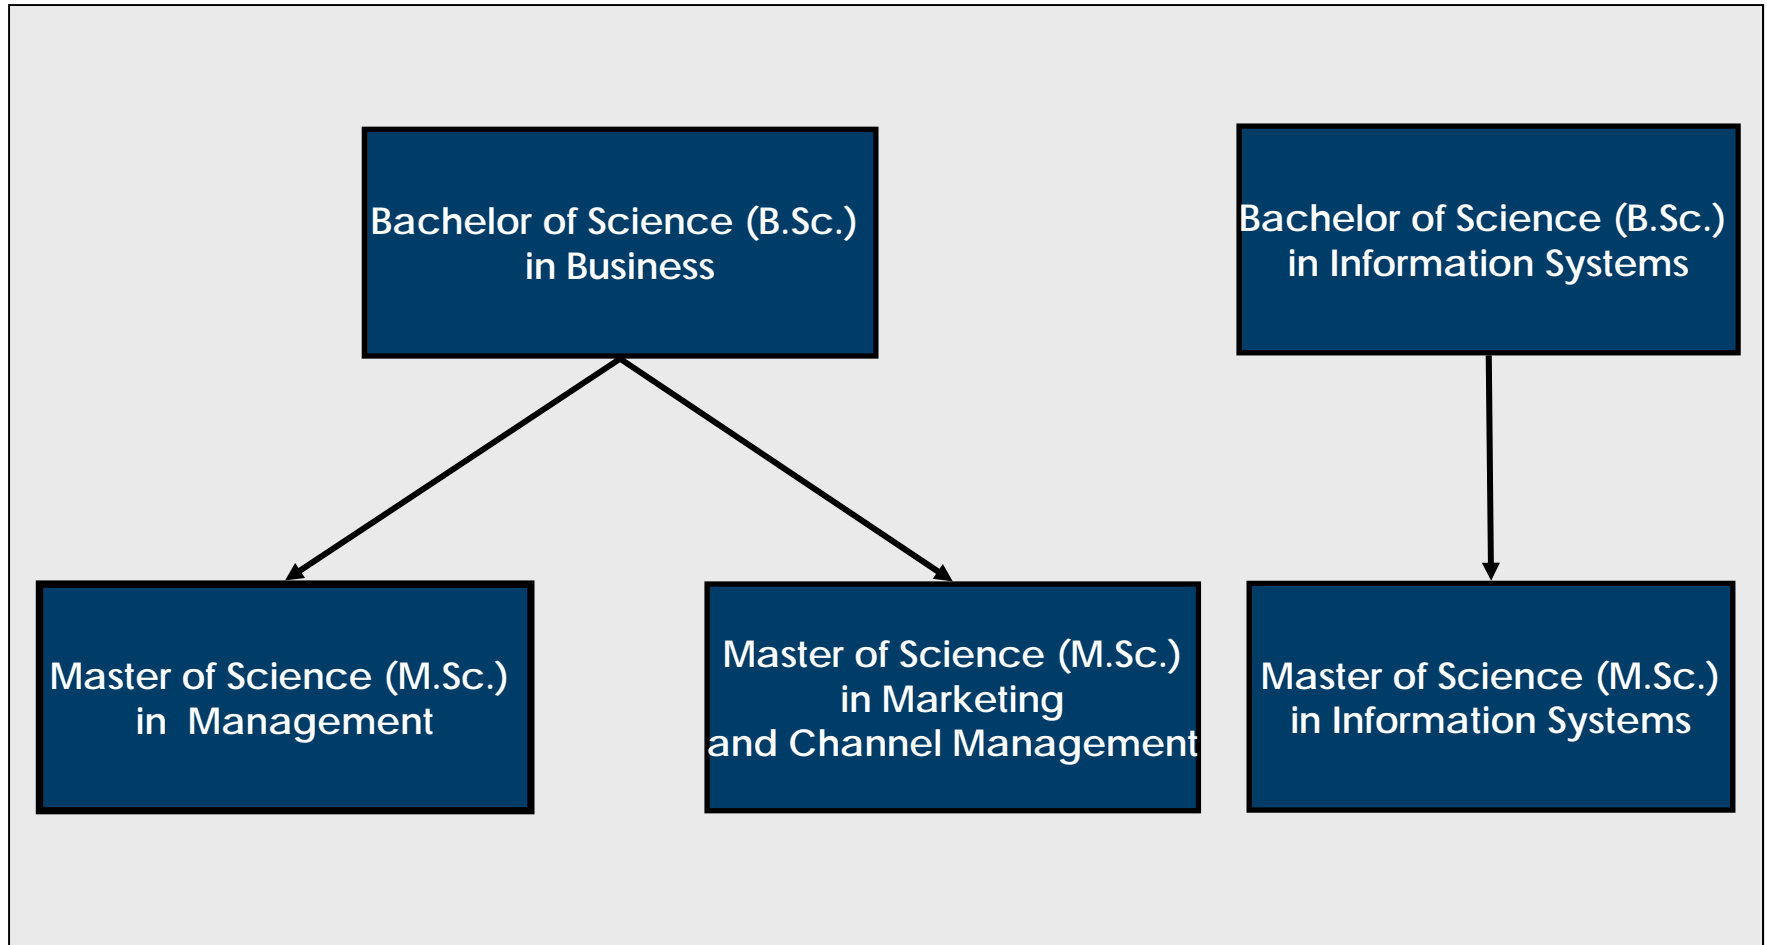 Bachelor of Science (B.Sc.)
in Business
Bachelor of Science (B.Sc.)
in Information Systems
Master of Science (M.Sc.)
in Management
Master of Science (M.Sc.)
in Marketing
and Channel Management
Master of Science (M.Sc.)
in Information Systems